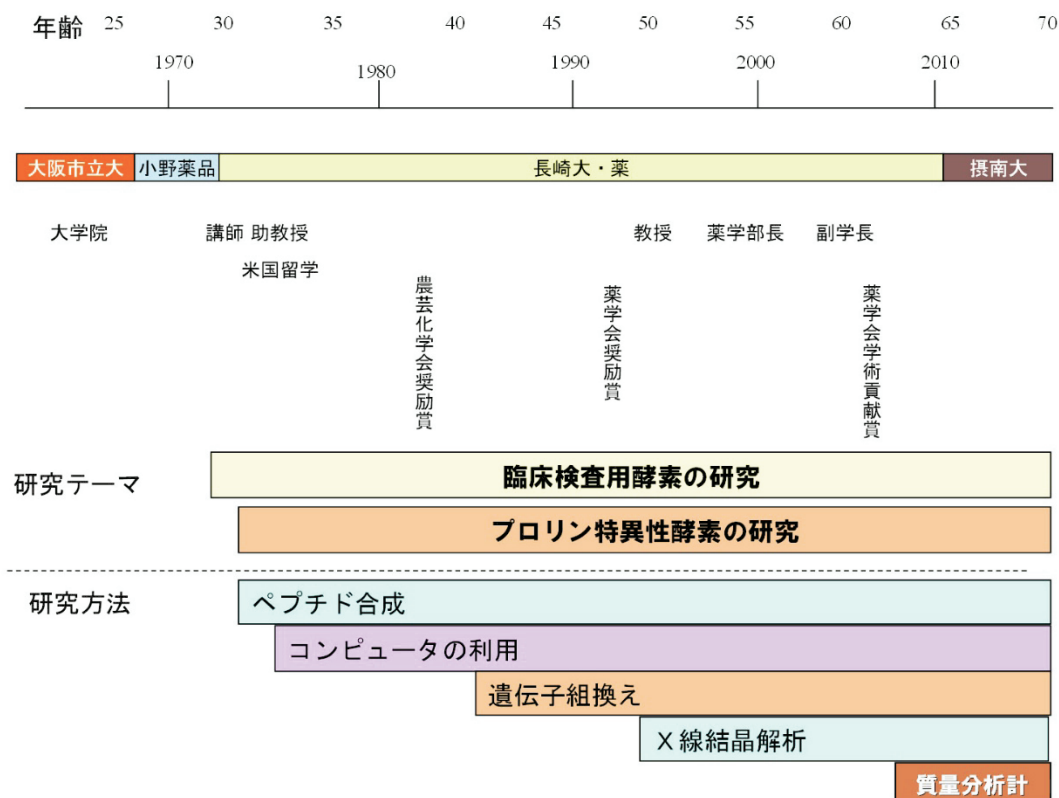 年齢 25 30 35 40 45 50 55 60 65 70
1970 1980 1990 2000 2010
大阪市立大 小野薬品 長崎大・薬 摂南大
大学院 講師 助教授 教授 薬学部長 副学長
米国留学
農芸化学会奨励賞
薬学会奨励賞
薬学会学術貢献賞
研究テーマ
臨床検査用酵素の研究
プロリン特異性酵素の研究
研究方法
ペプチド合成
コンピュータの利用
遺伝子組換え
X線結晶解析
質量分析計